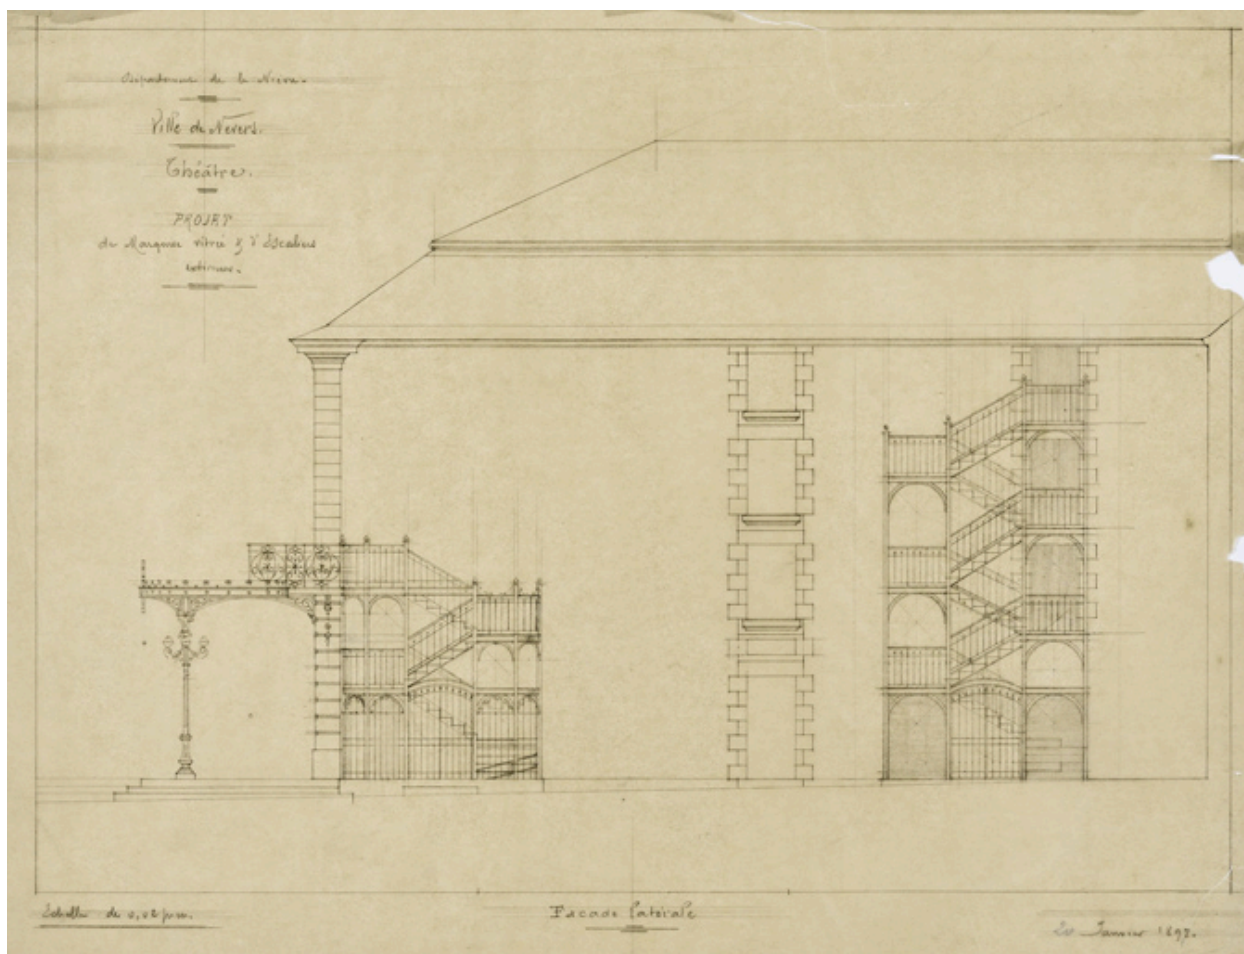 Département de la Nièvre.
Ville de Nevers.
Théâtre.
PROJET
de Marquise vitrée & d'Escaliers
extérieurs.
Echelle de 0,02 p.m.
Façade latérale
20 Janvier 1897.